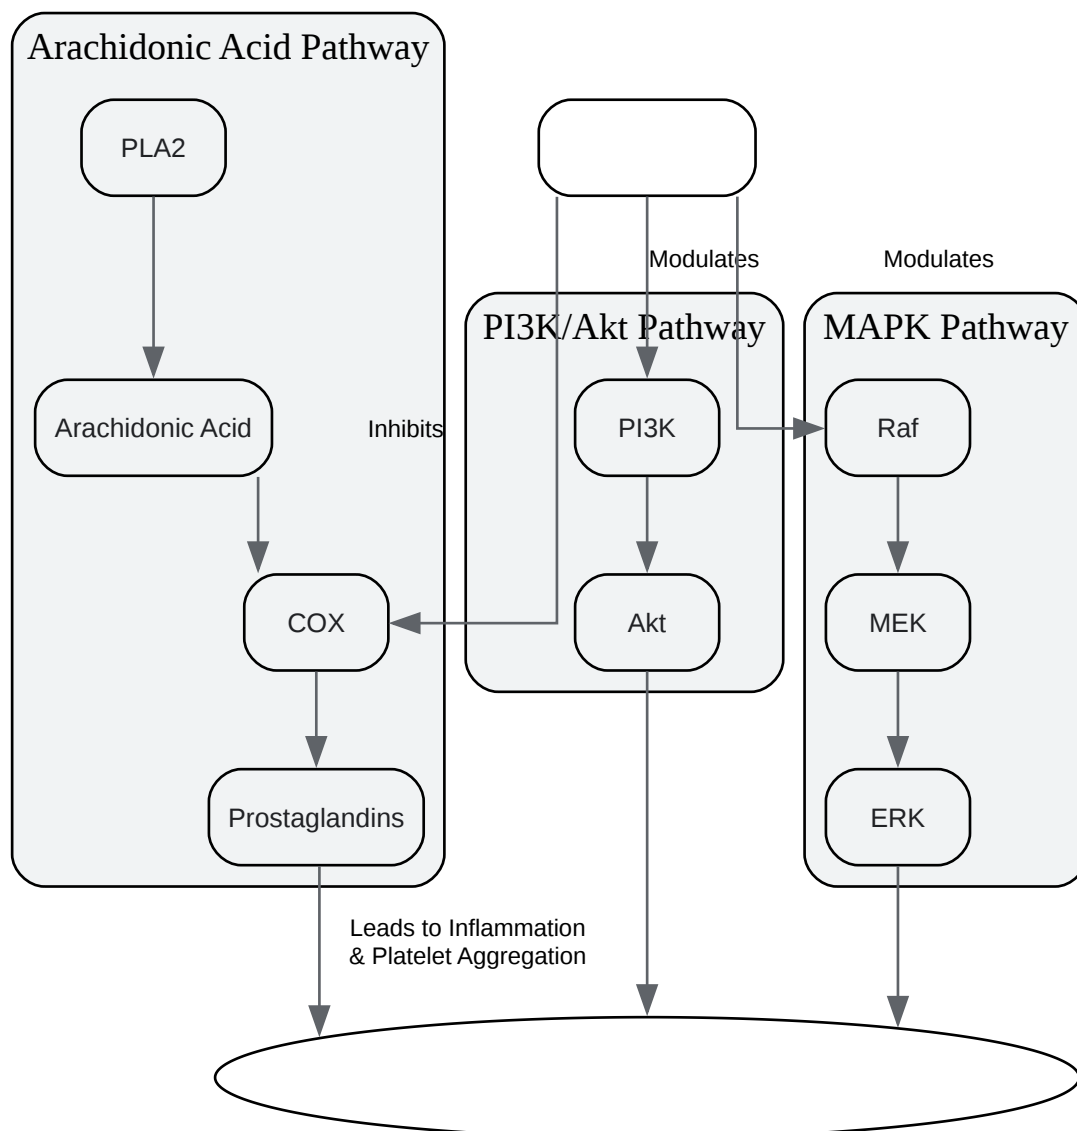 Arachidonic Acid Pathway
PLA2
Modulates
Modulates
PI3K/Akt Pathway
MAPK Pathway
Arachidonic Acid
Inhibits
PI3K
Raf
COX
Akt
MEK
Prostaglandins
ERK
Leads to Inflammation
& Platelet Aggregation